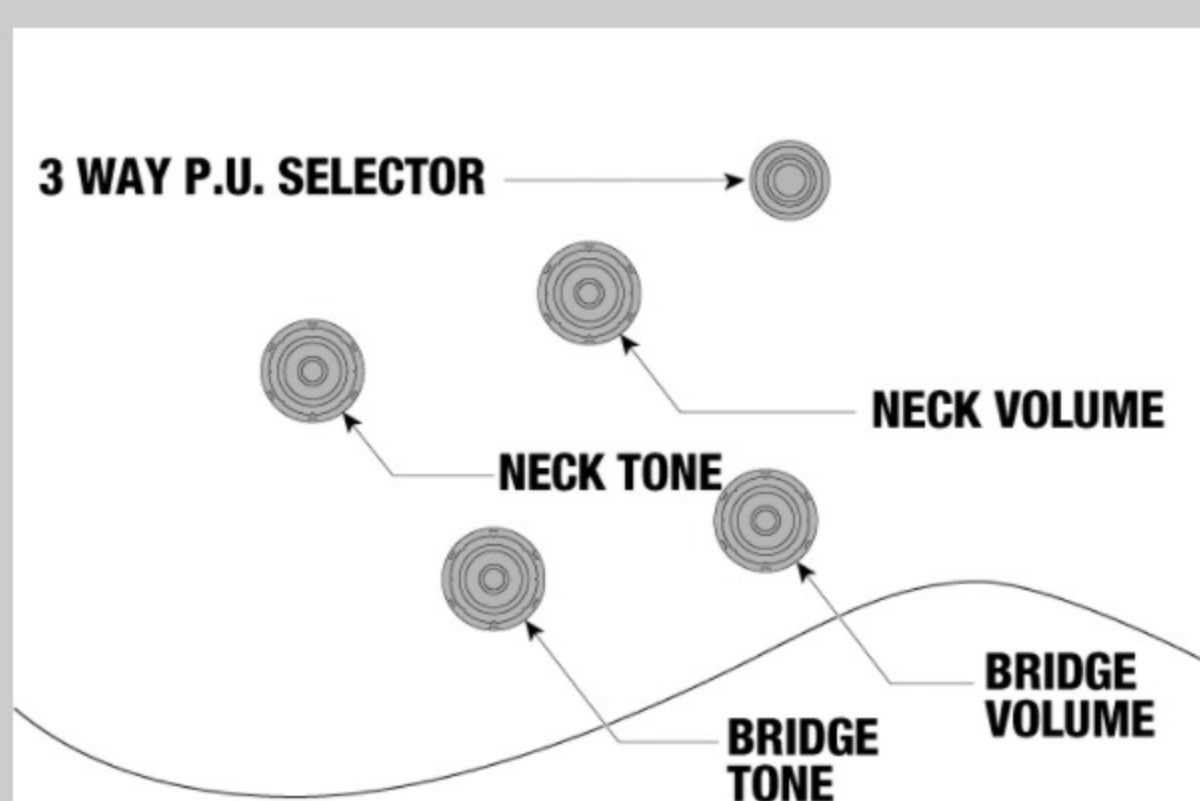 3 WAY P.U. SELECTOR
NECK VOLUME
NECK TONE
BRIDGE
VOLUME
BRIDGE
TONE